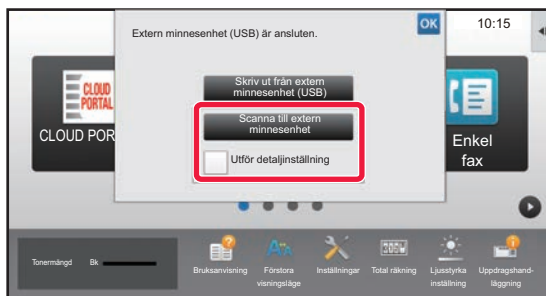 Extern minnesenhet (USB) är ansluten.
OK
10:15
Skriv ut från extern
minnesenhet (USB)
Scanna till extern
minnesenhet
Utför detaljinställning
CLOUD
PORTAL
CLOUD POR
Enkel
fax
Tonermängd
Bk
Bruksanvisning
Förstora
visningsläge
Inställningar
Total räkning
Ljusstyrka
inställning
Uppdragshand-
läggning